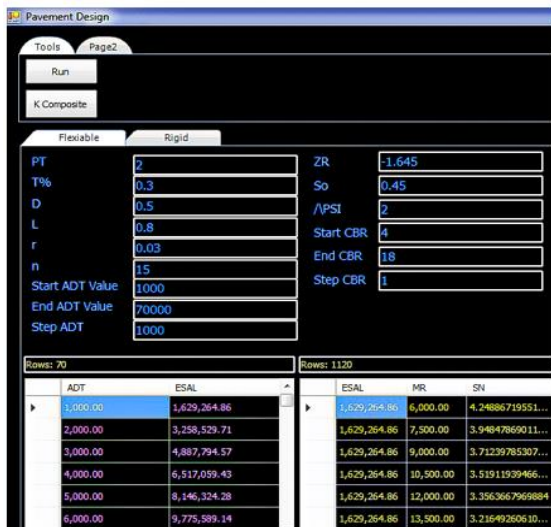 Pavement Design
Tools Page2
Run
K Composite
Flexiable Rigid
PT 2
T% 0.3
D 0.5
L 0.8
r 0.03
n 15
Start ADT Value 1000
End ADT Value 70000
Step ADT 1000
ZR -1.645
So 0.45
/\PSI 2
Start CBR 4
End CBR 18
Step CBR 1
Rows: 70
ADT ESAL
1,000.00 1,629,264.86
2,000.00 3,258,529.71
3,000.00 4,887,794.57
4,000.00 6,517,059.43
5,000.00 8,146,324.28
6,000.00 9,775,589.14
Rows: 1120
ESAL MR SN
1,629,264.86 6,000.00 4.24886719551...
1,629,264.86 7,500.00 3.94847869011...
1,629,264.86 9,000.00 3.71239785307...
1,629,264.86 10,500.00 3.51911939466...
1,629,264.86 12,000.00 3.3563667969884
1,629,264.86 13,500.00 3.21649260610...